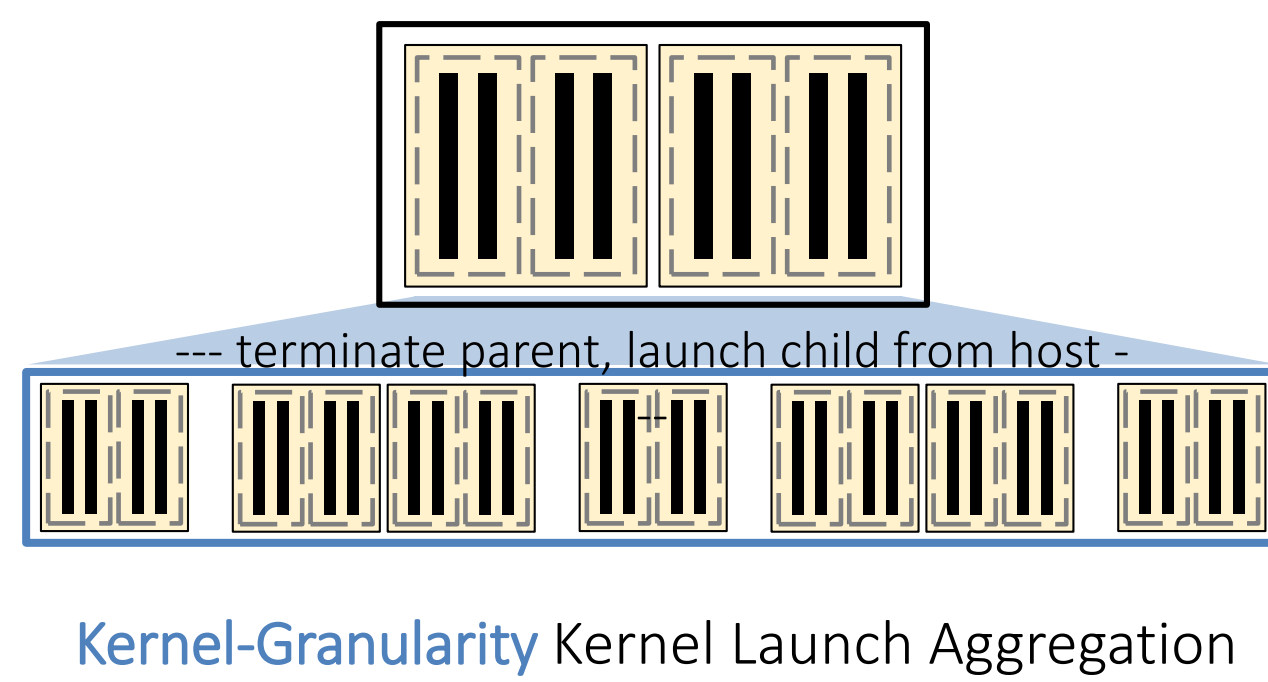 --- terminate parent, launch child from host -
--
Kernel-Granularity Kernel Launch Aggregation